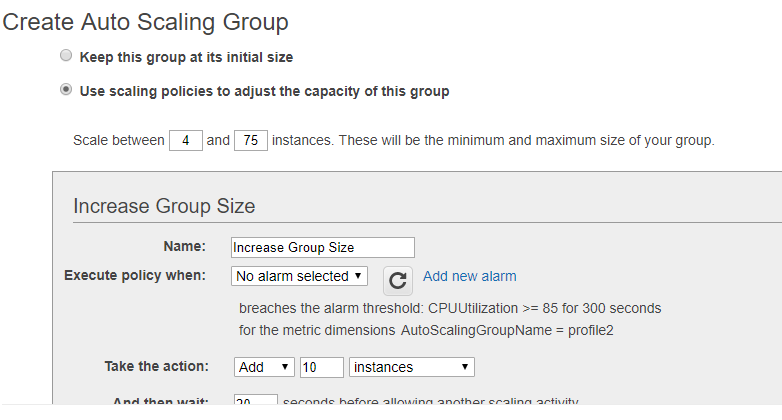 Create Auto Scaling Group
Keep this group at its initial size
Use scaling policies to adjust the capacity of this group
Scale between 4 and 75 instances. These will be the minimum and maximum size of your group.
Increase Group Size
Name: Increase Group Size
Execute policy when: No alarm selected Add new alarm
breaches the alarm threshold: CPUUtilization >= 85 for 300 seconds
for the metric dimensions AutoScalingGroupName = profile2
Take the action: Add 10 instances
And then wait: 20 seconds before allowing another scaling activity